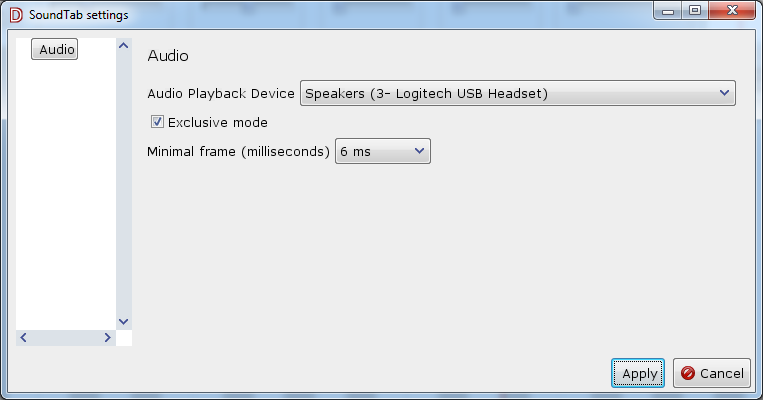 SoundTab settings
Audio
Audio
Audio Playback Device Speakers (3- Logitech USB Headset)
Exclusive mode
Minimal frame (milliseconds) 6 ms
Apply Cancel